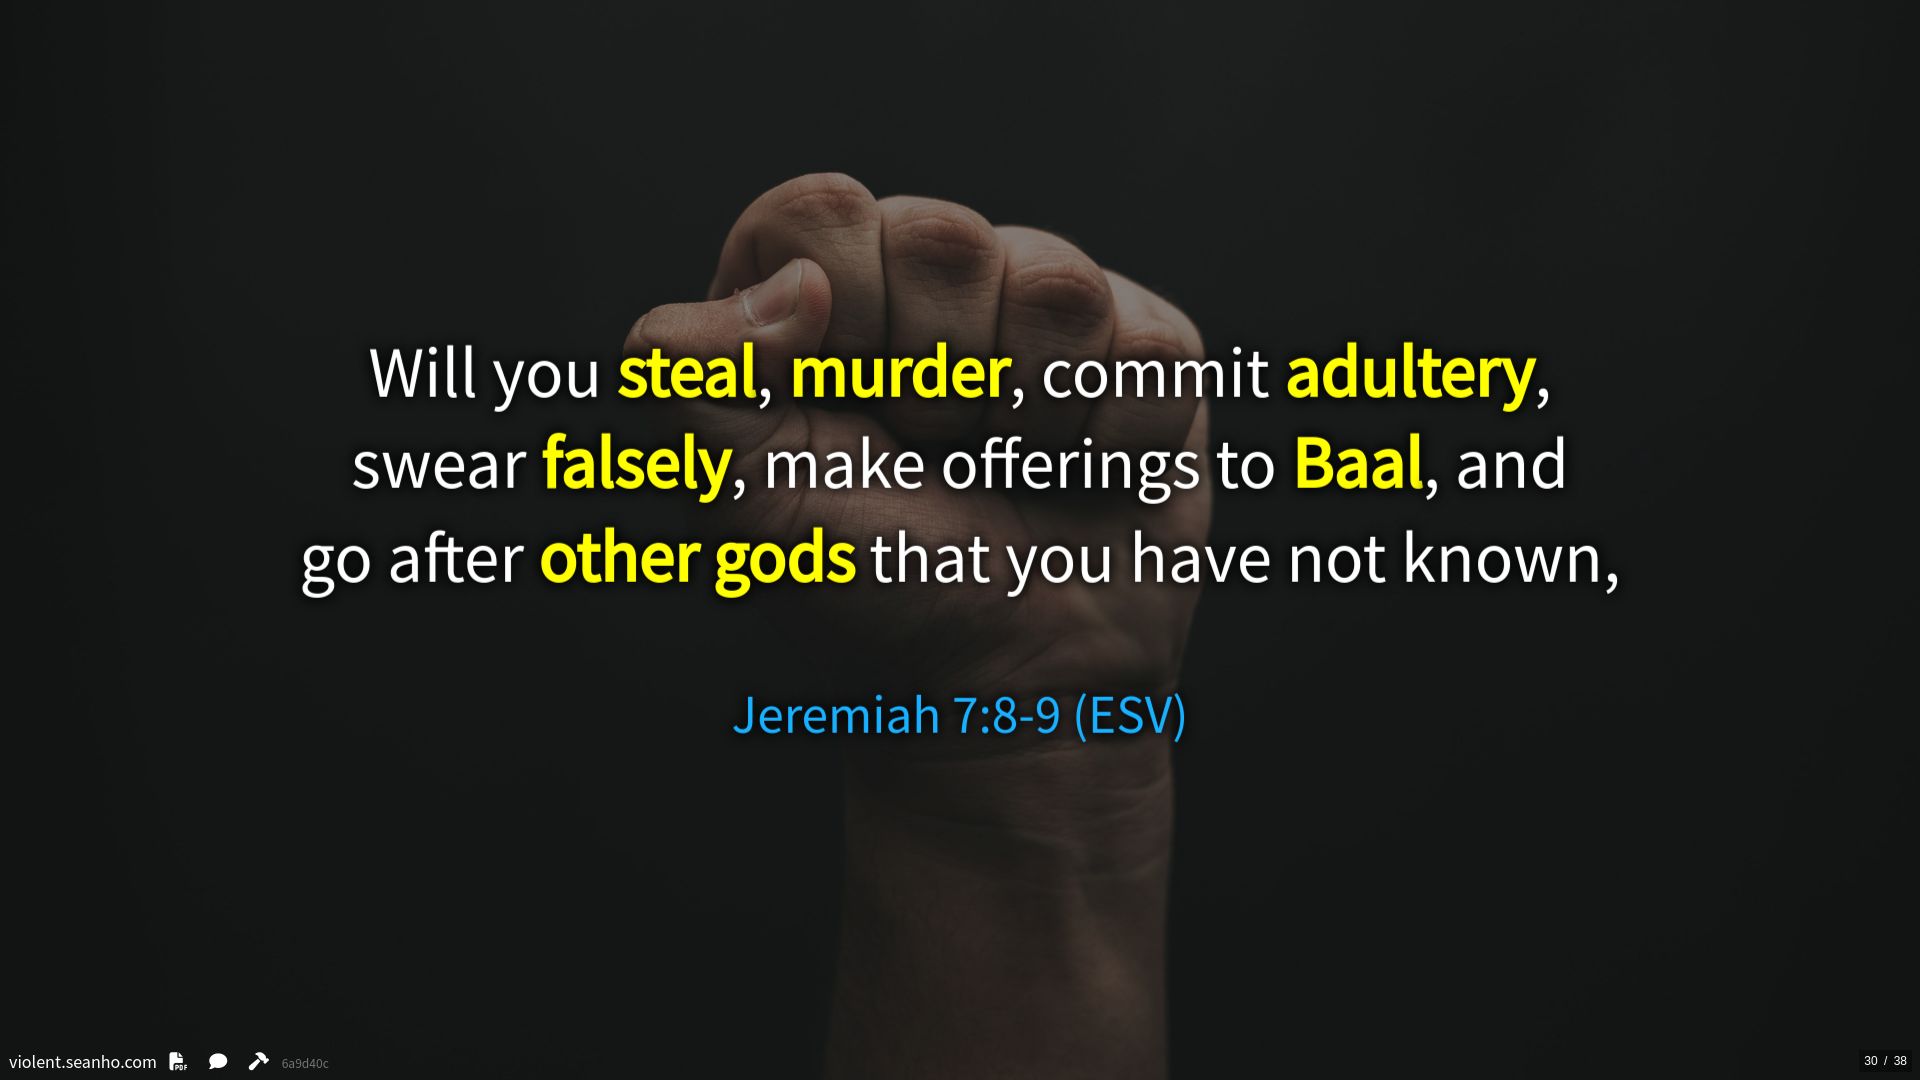 Will you steal, murder, commit adultery,
swear falsely, make offerings to Baal, and
go after other gods that you have not known,
Jeremiah 7:8-9 (ESV)
violent.seanho.com PDF 6a9d40c
30 / 38